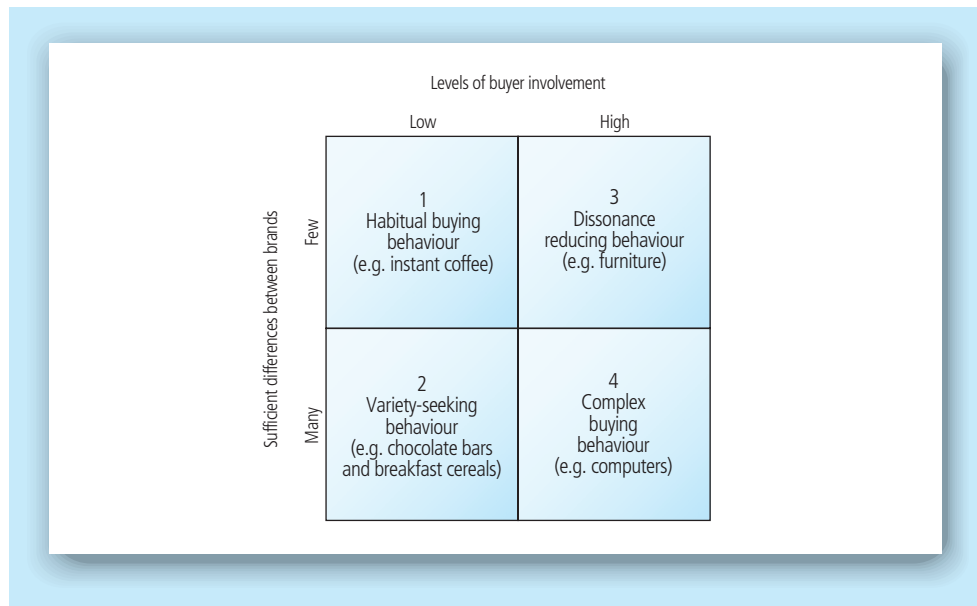 Levels of buyer involvement
Low
High
Sufficient differences between brands
Few
1
Habitual buying
behaviour
(e.g. instant coffee)
3
Dissonance
reducing behaviour
(e.g. furniture)
Many
2
Variety-seeking
behaviour
(e.g. chocolate bars
and breakfast cereals)
4
Complex
buying
behaviour
(e.g. computers)